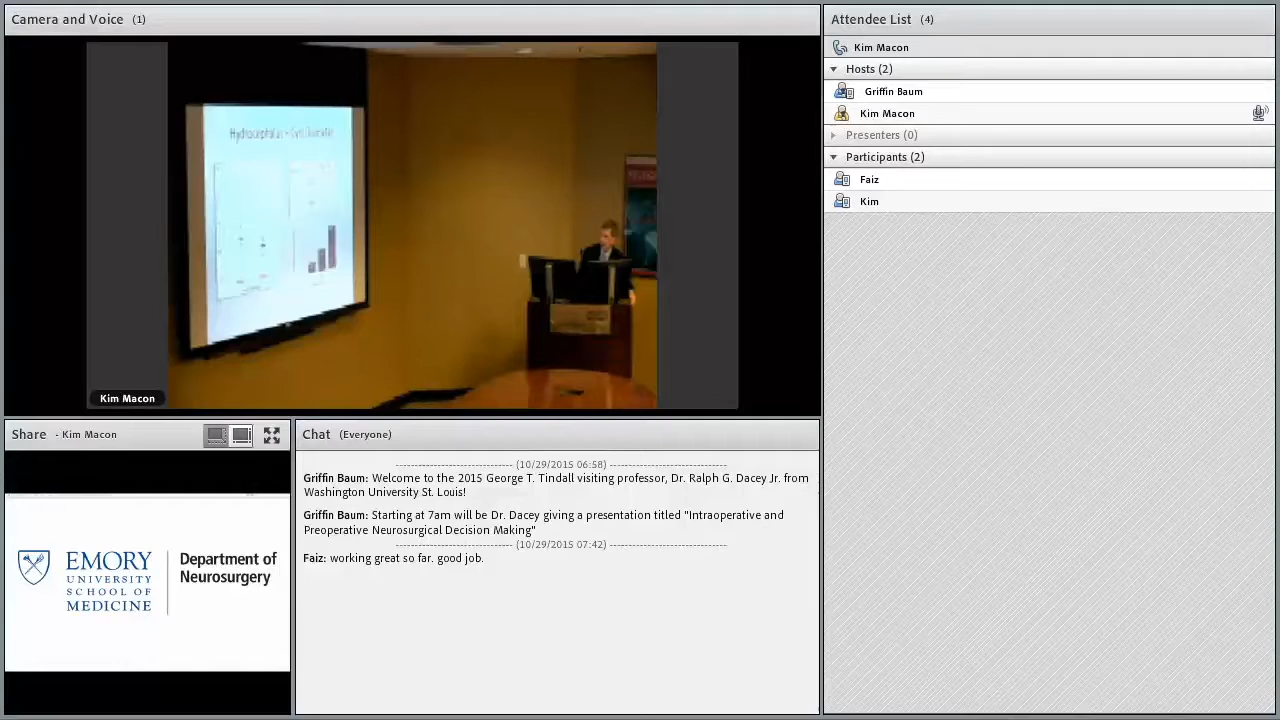 Camera and Voice (1)
Kim Macon
Attendee List (4)
Kim Macon
Hosts (2)
Griffin Baum
Kim Macon
Presenters (0)
Participants (2)
Faiz
Kim
Share - Kim Macon
EMORY
UNIVERSITY
SCHOOL OF
MEDICINE
Department of
Neurosurgery
Chat (Everyone)
(10/29/2015 06:58)
Griffin Baum: Welcome to the 2015 George T. Tindall visiting professor, Dr. Ralph G. Dacey Jr. from
Washington University St. Louis!
Griffin Baum: Starting at 7am will be Dr. Dacey giving a presentation titled "Intraoperative and
Preoperative Neurosurgical Decision Making"
(10/29/2015 07:42)
Faiz: working great so far. good job.